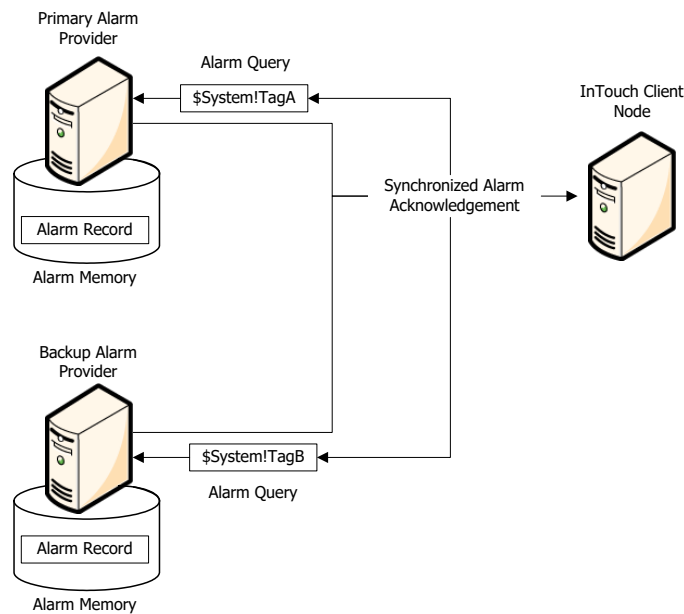 Primary Alarm
Provider
Alarm Query
$System!TagA
InTouch Client
Node
Synchronized Alarm
Acknowledgement
Alarm Record
Alarm Memory
Backup Alarm
Provider
$System!TagB
Alarm Query
Alarm Record
Alarm Memory